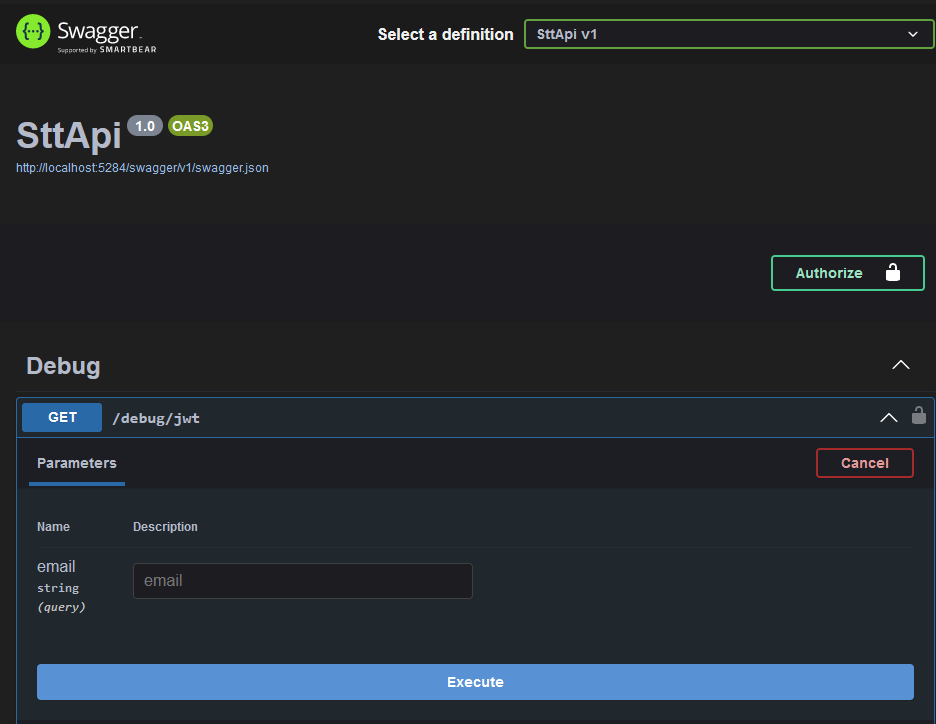 {···} Swagger.
Supported by SMARTBEAR
Select a definition
SttApi v1
SttApi 1.0 OAS3
http://localhost:5284/swagger/v1/swagger.json
Authorize
Debug
GET /debug/jwt
Parameters
Cancel
Name Description
email
string
(query)
email
Execute